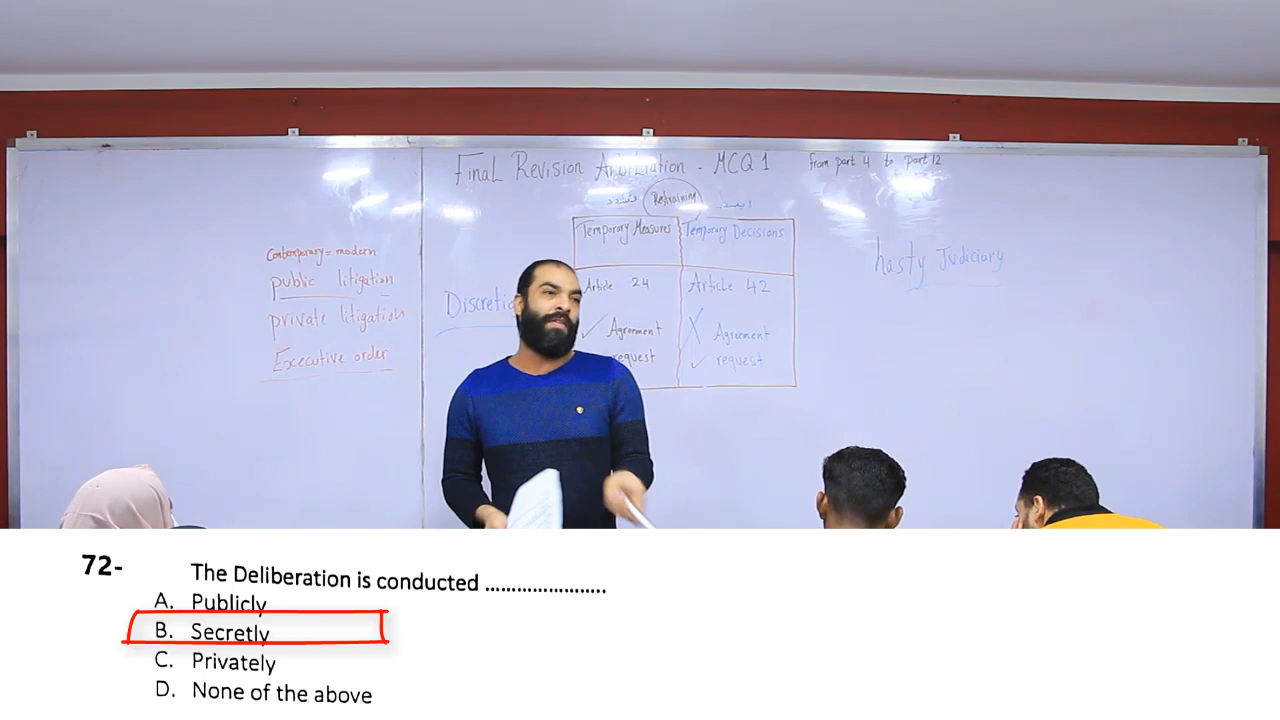 Final Revision Arbitration - MCQ 1
from part 4 to part 12
Restraining
Temporary Measures
Temporary Decisions
Contemporary = modern
public litigation
private litigation
Executive order
hasty Judiciary
Article 24
Article 42
✓ Agreement
request
X Agreement
✓ request
72-
The Deliberation is conducted ......................
A. Publicly
B. Secretly
C. Privately
D. None of the above